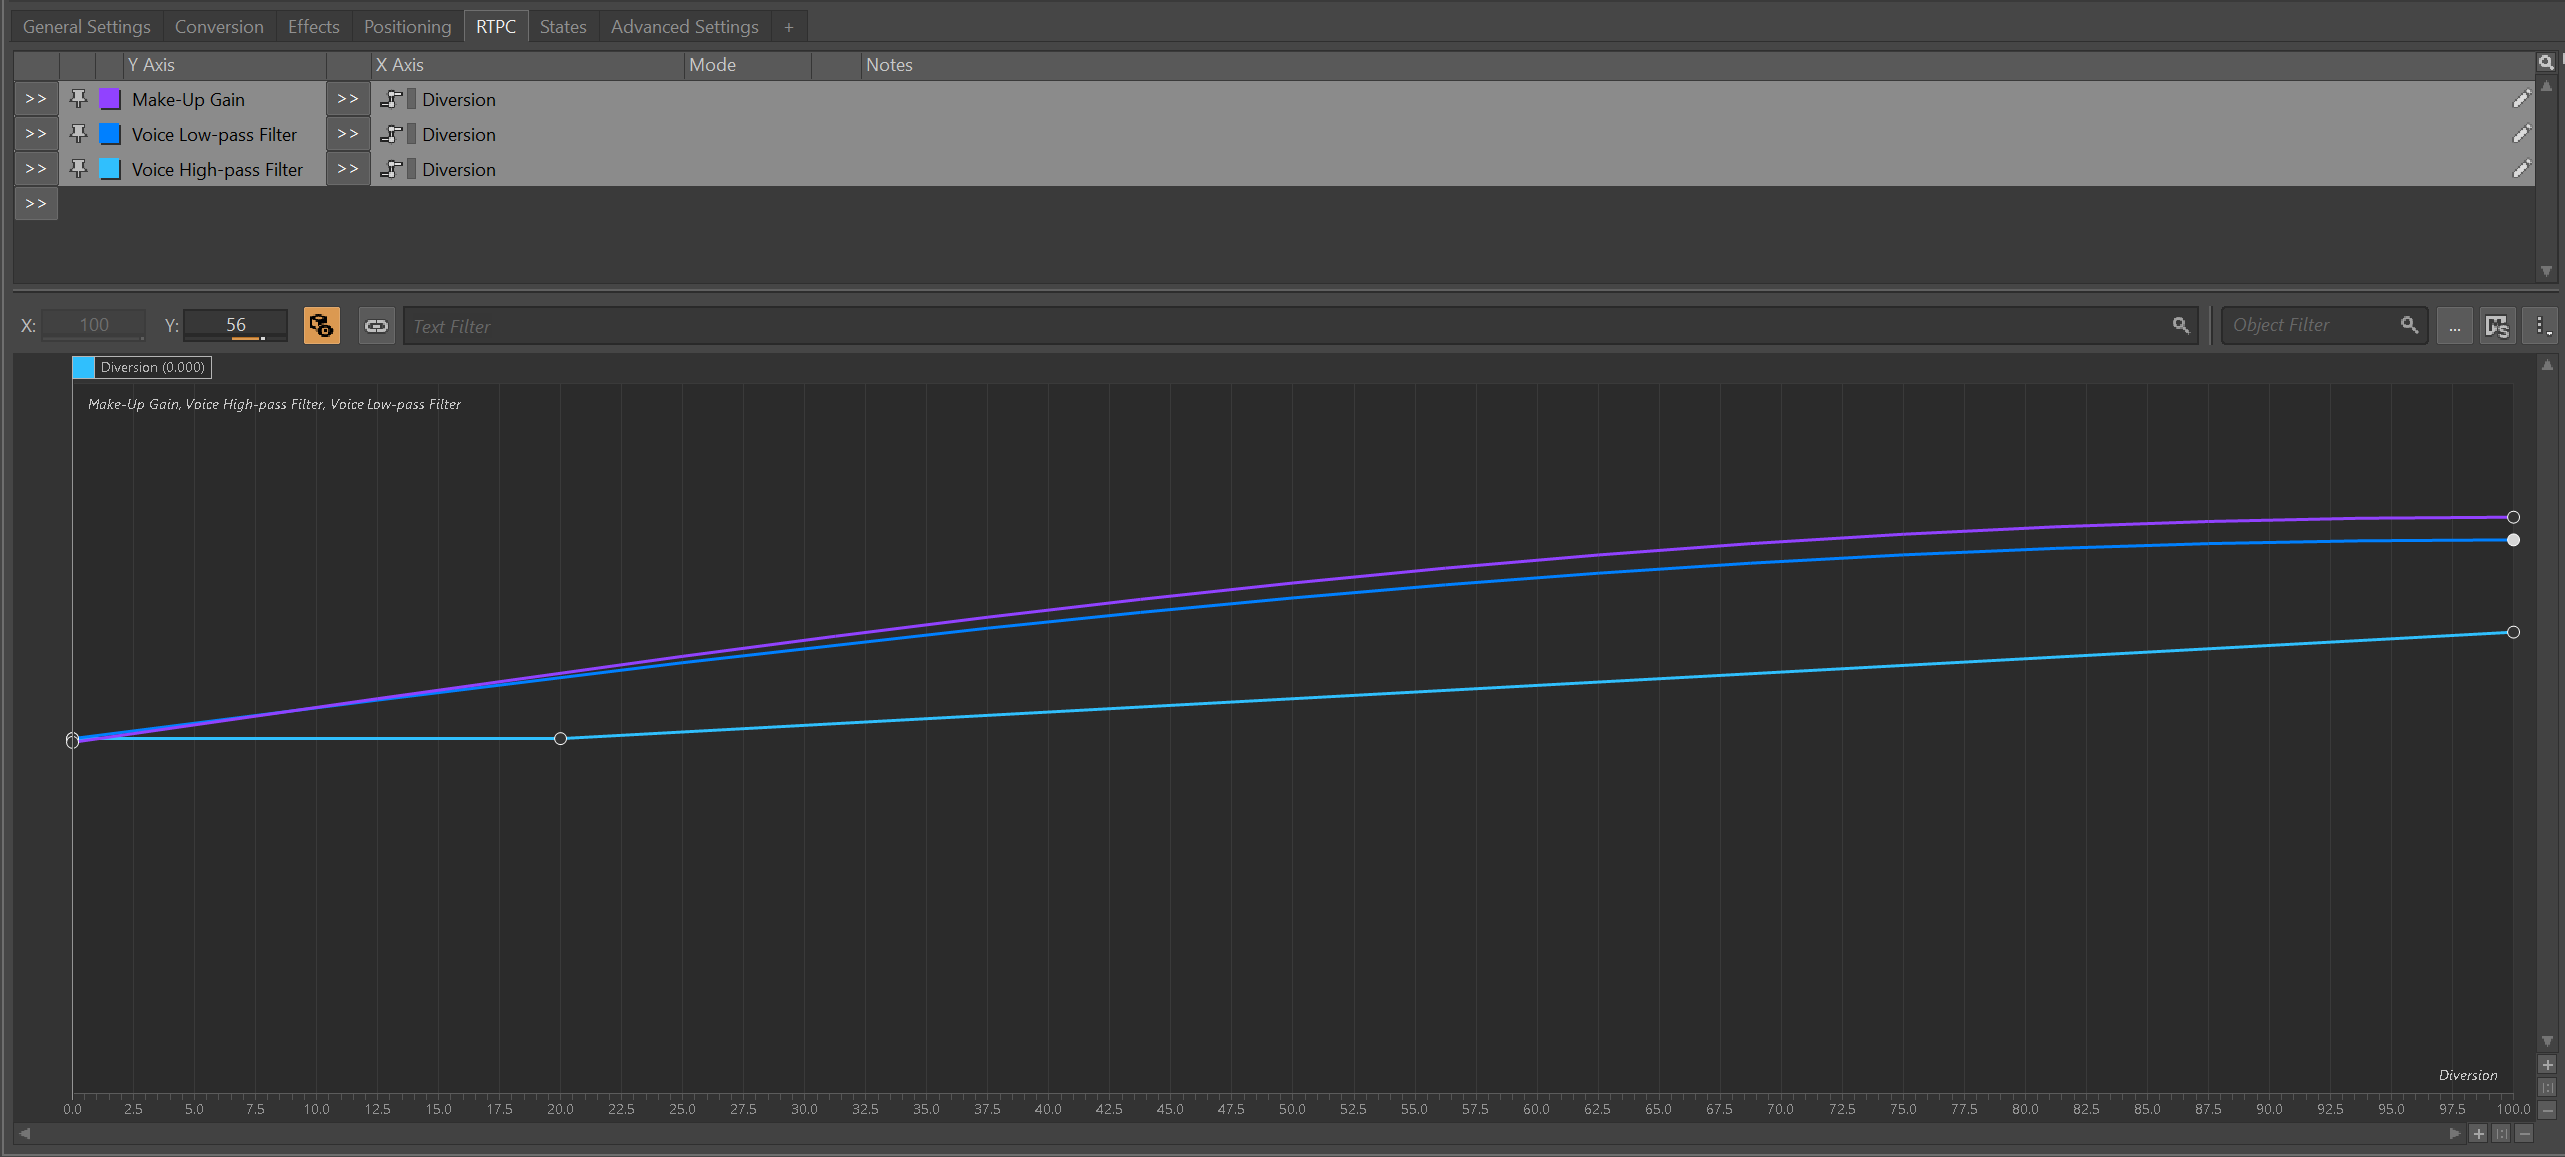 General Settings Conversion Effects Positioning RTPC States Advanced Settings +
Y Axis X Axis Mode Notes
>> Make-Up Gain >> Diversion
>> Voice Low-pass Filter >> Diversion
>> Voice High-pass Filter >> Diversion
>>
X: 100 Y: 56 Text Filter Object Filter ...
Diversion (0.000)
Make-Up Gain, Voice High-pass Filter, Voice Low-pass Filter
Diversion
0.0 2.5 5.0 7.5 10.0 12.5 15.0 17.5 20.0 22.5 25.0 27.5 30.0 32.5 35.0 37.5 40.0 42.5 45.0 47.5 50.0 52.5 55.0 57.5 60.0 62.5 65.0 67.5 70.0 72.5 75.0 77.5 80.0 82.5 85.0 87.5 90.0 92.5 95.0 97.5 100.0